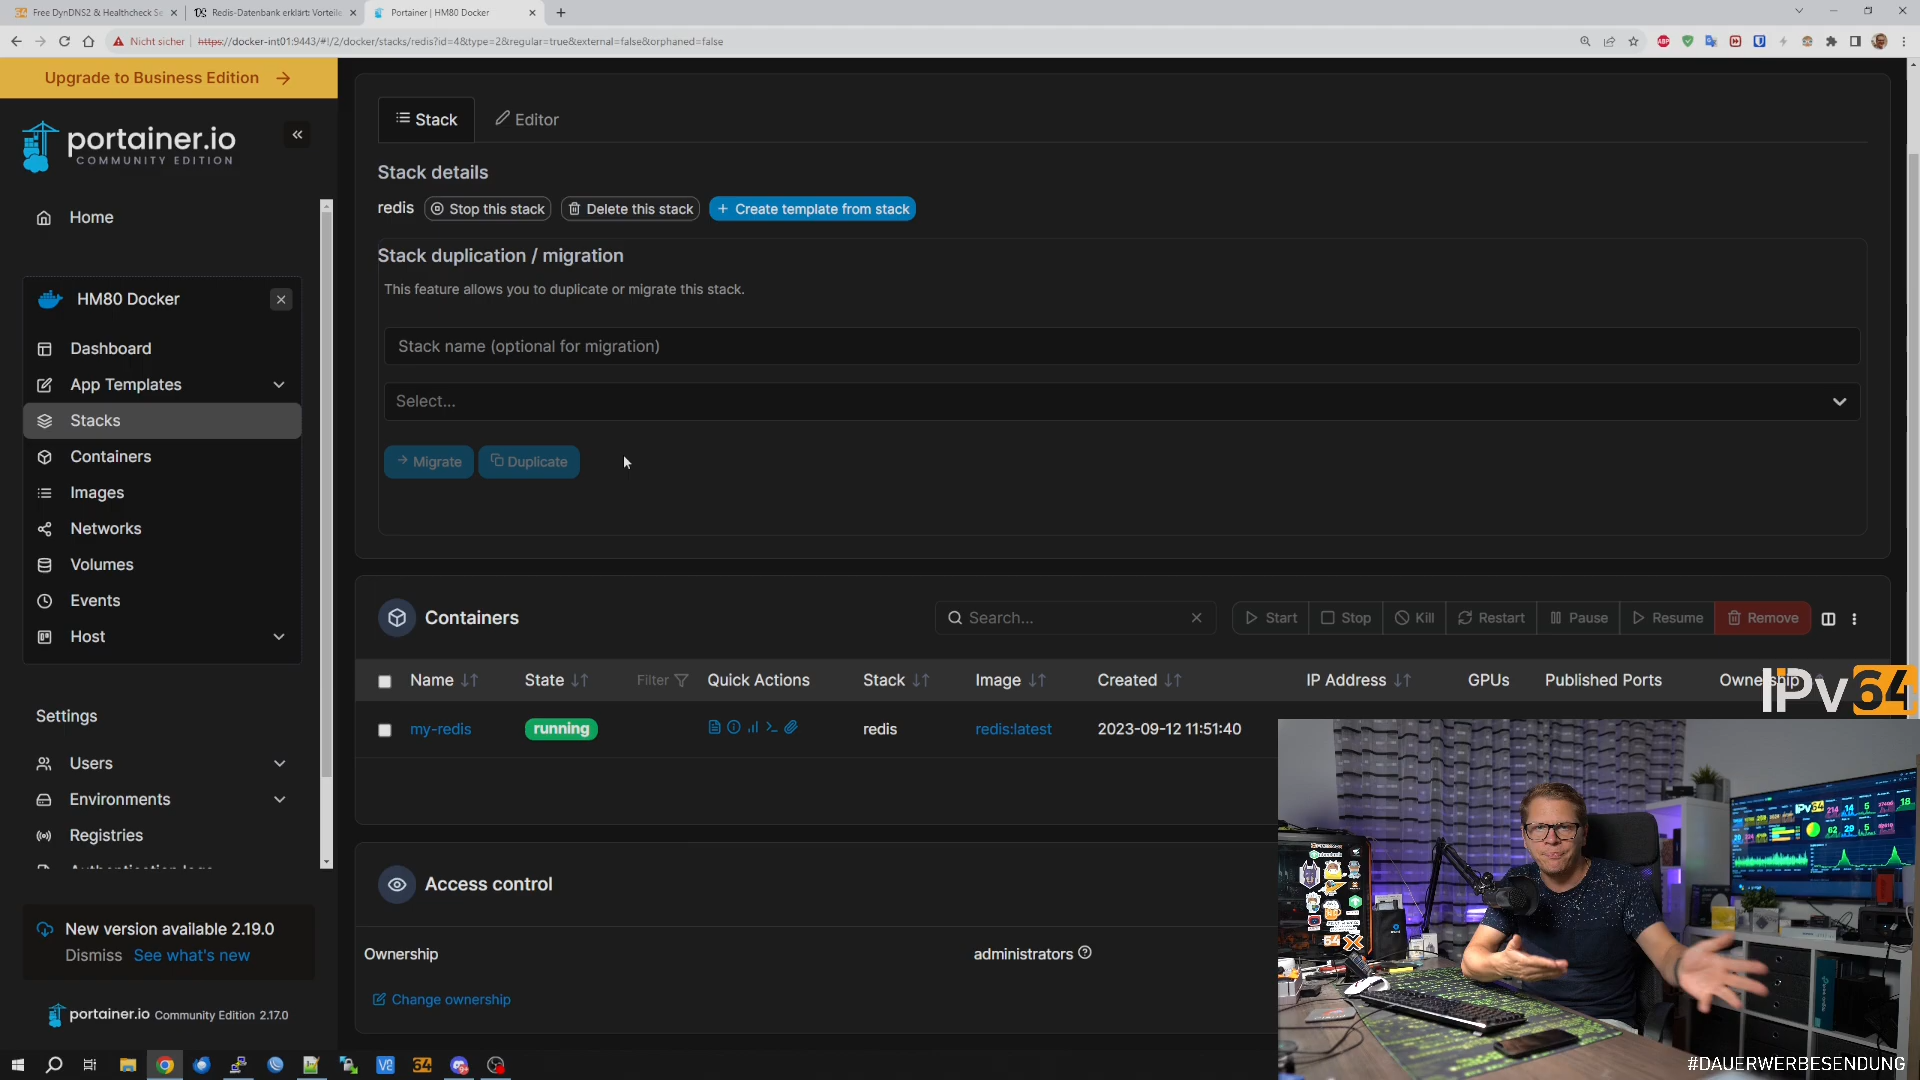 Free DynDNS2 & Healthcheck Se
Redis-Datenbank erklärt: Vorteile
Portainer | HM80 Docker
Nicht sicher
https://docker-int01:9443/#!/2/docker/stacks/redis?id=4&type=2&regular=true&external=false&orphaned=false
Upgrade to Business Edition
portainer.io
COMMUNITY EDITION
Home
HM80 Docker
Dashboard
App Templates
Stacks
Containers
Images
Networks
Volumes
Events
Host
Settings
Users
Environments
Registries
New version available 2.19.0
Dismiss See what's new
portainer.io Community Edition 2.17.0
Stack Editor
Stack details
redis Stop this stack Delete this stack + Create template from stack
Stack duplication / migration
This feature allows you to duplicate or migrate this stack.
Stack name (optional for migration)
Select...
Migrate Duplicate
Containers Search... Start Stop Kill Restart Pause Resume Remove
Name State Filter Quick Actions Stack Image Created IP Address GPUs Published Ports Ownership
my-redis running redis redis:latest 2023-09-12 11:51:40
Access control
Ownership administrators
Change ownership
IPv64
#DAUERWERBESENDUNG